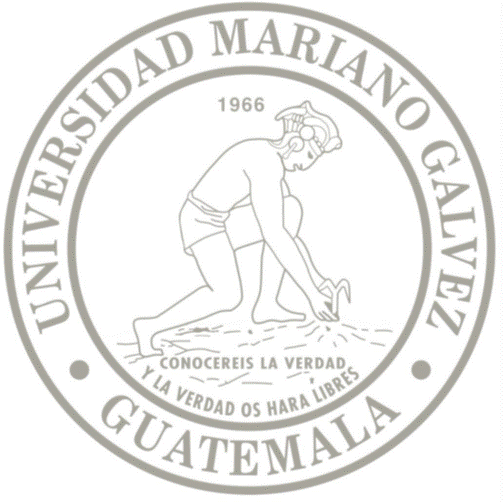 UNIVERSIDAD MARIANO GALVEZ
1966
CONOCEREIS LA VERDAD
Y LA VERDAD OS HARA LIBRES
GUATEMALA